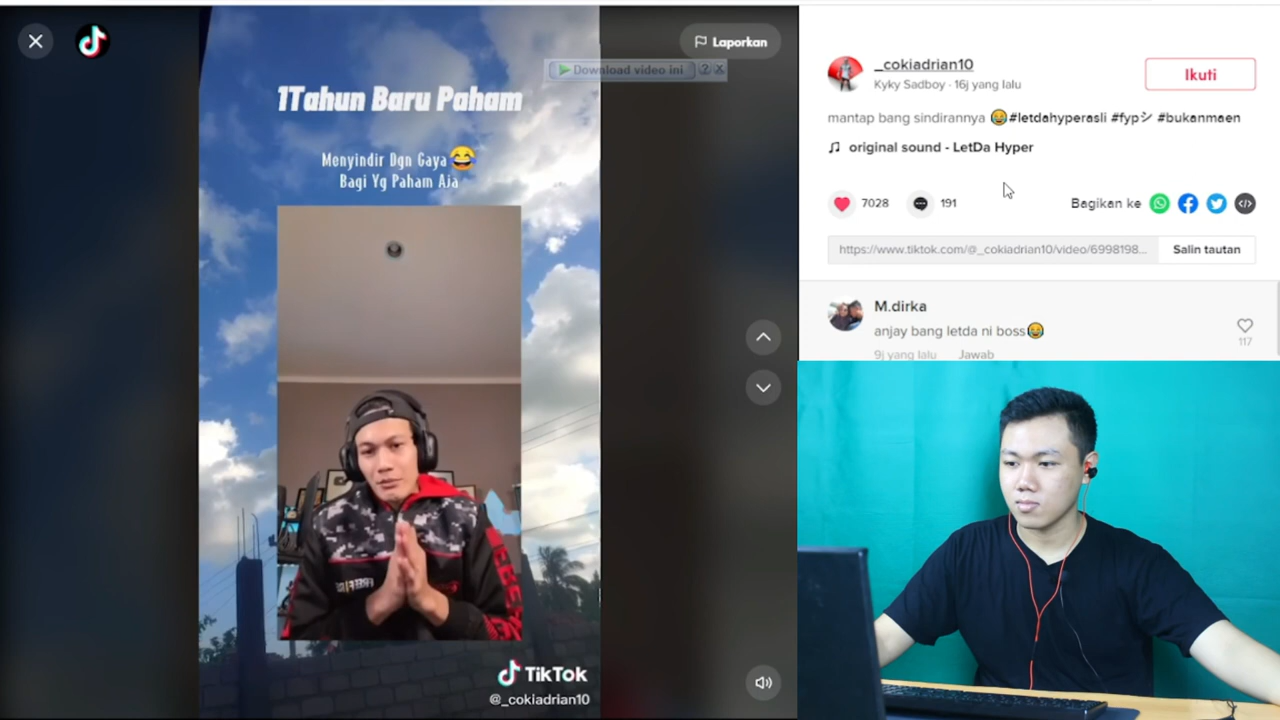 Laporkan
Download video ini
1Tahun Baru Paham
Menyindir Dgn Gaya😂
Bagi Yg Paham Aja
TikTok
@_cokiadrian10
_cokiadrian10
Kyky Sadboy · 16j yang lalu
Ikuti
mantap bang sindirannya 😂#letdahyperasli #fypシ #bukanmaen
original sound - LetDa Hyper
7028
191
Bagikan ke
https://www.tiktok.com/@_cokiadrian10/video/6998198...
Salin tautan
M.dirka
anjay bang letda ni boss😂
117
9j yang lalu
Jawab